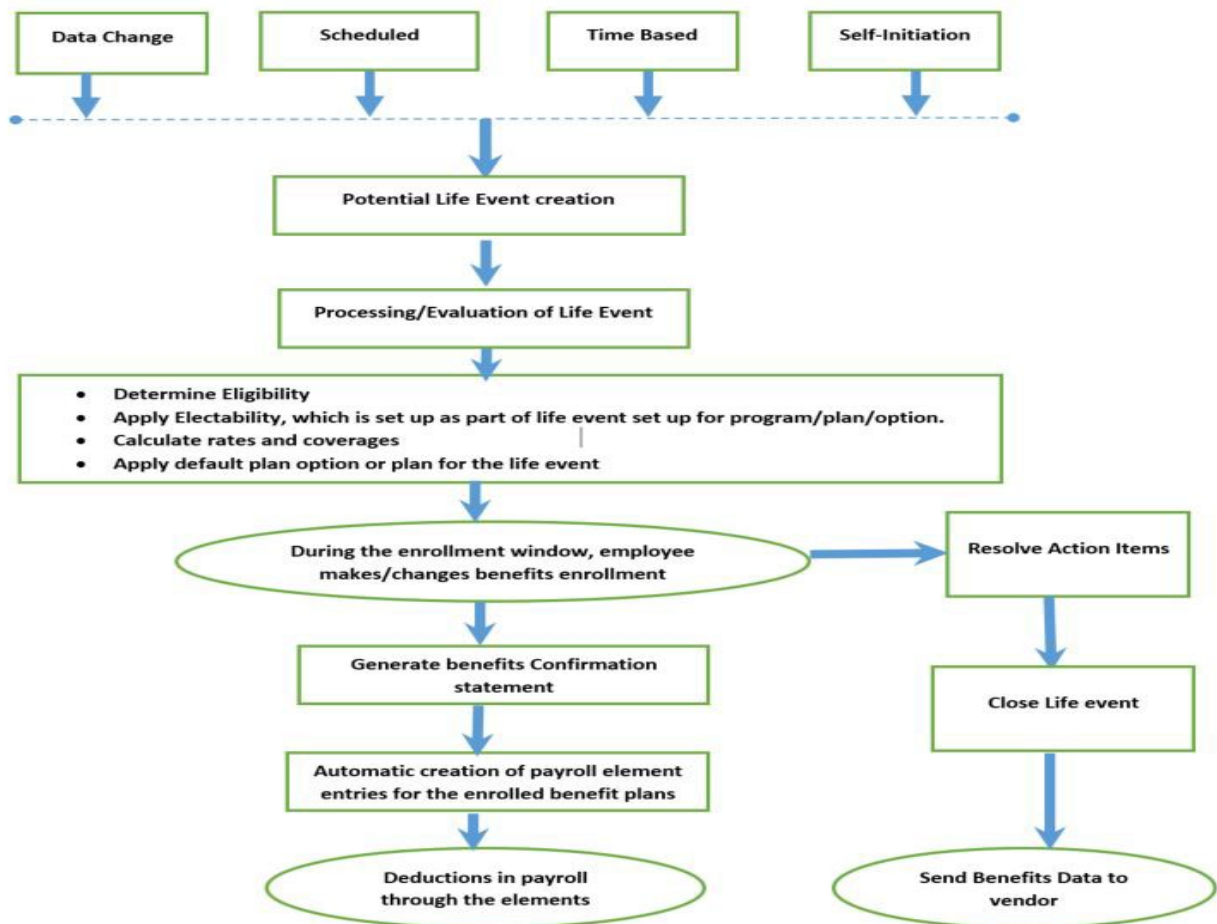 Data Change
Scheduled
Time Based
Self-Initiation
Potential Life Event creation
Processing/Evaluation of Life Event
• Determine Eligibility
• Apply Electability, which is set up as part of life event set up for program/plan/option.
• Calculate rates and coverages
• Apply default plan option or plan for the life event
During the enrollment window, employee
makes/changes benefits enrollment
Resolve Action Items
Generate benefits Confirmation
statement
Close Life event
Automatic creation of payroll element
entries for the enrolled benefit plans
Deductions in payroll
through the elements
Send Benefits Data to
vendor